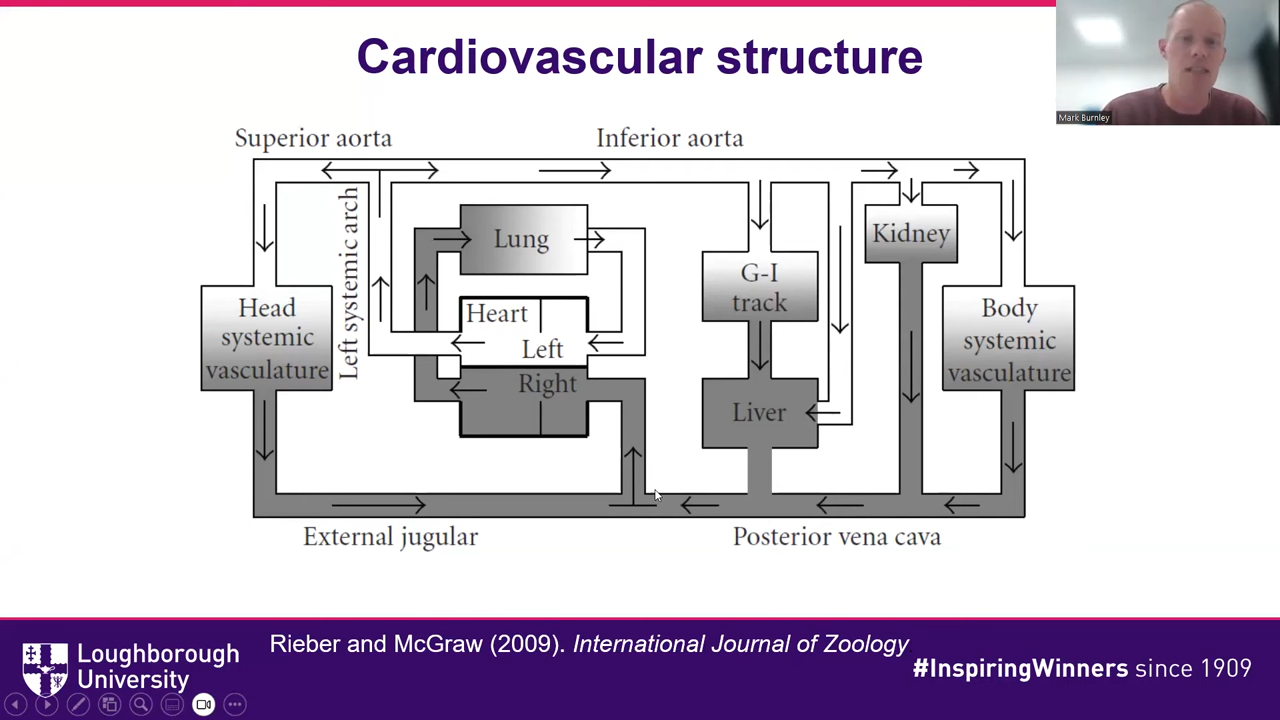 Cardiovascular structure
Mark Burnley
Superior aorta
Inferior aorta
Left systemic arch
Lung
Kidney
G-I
track
Heart
Left
Right
Head
systemic
vasculature
Body
systemic
vasculature
Liver
External jugular
Posterior vena cava
Rieber and McGraw (2009). International Journal of Zoology
Loughborough
University
#InspiringWinners since 1909